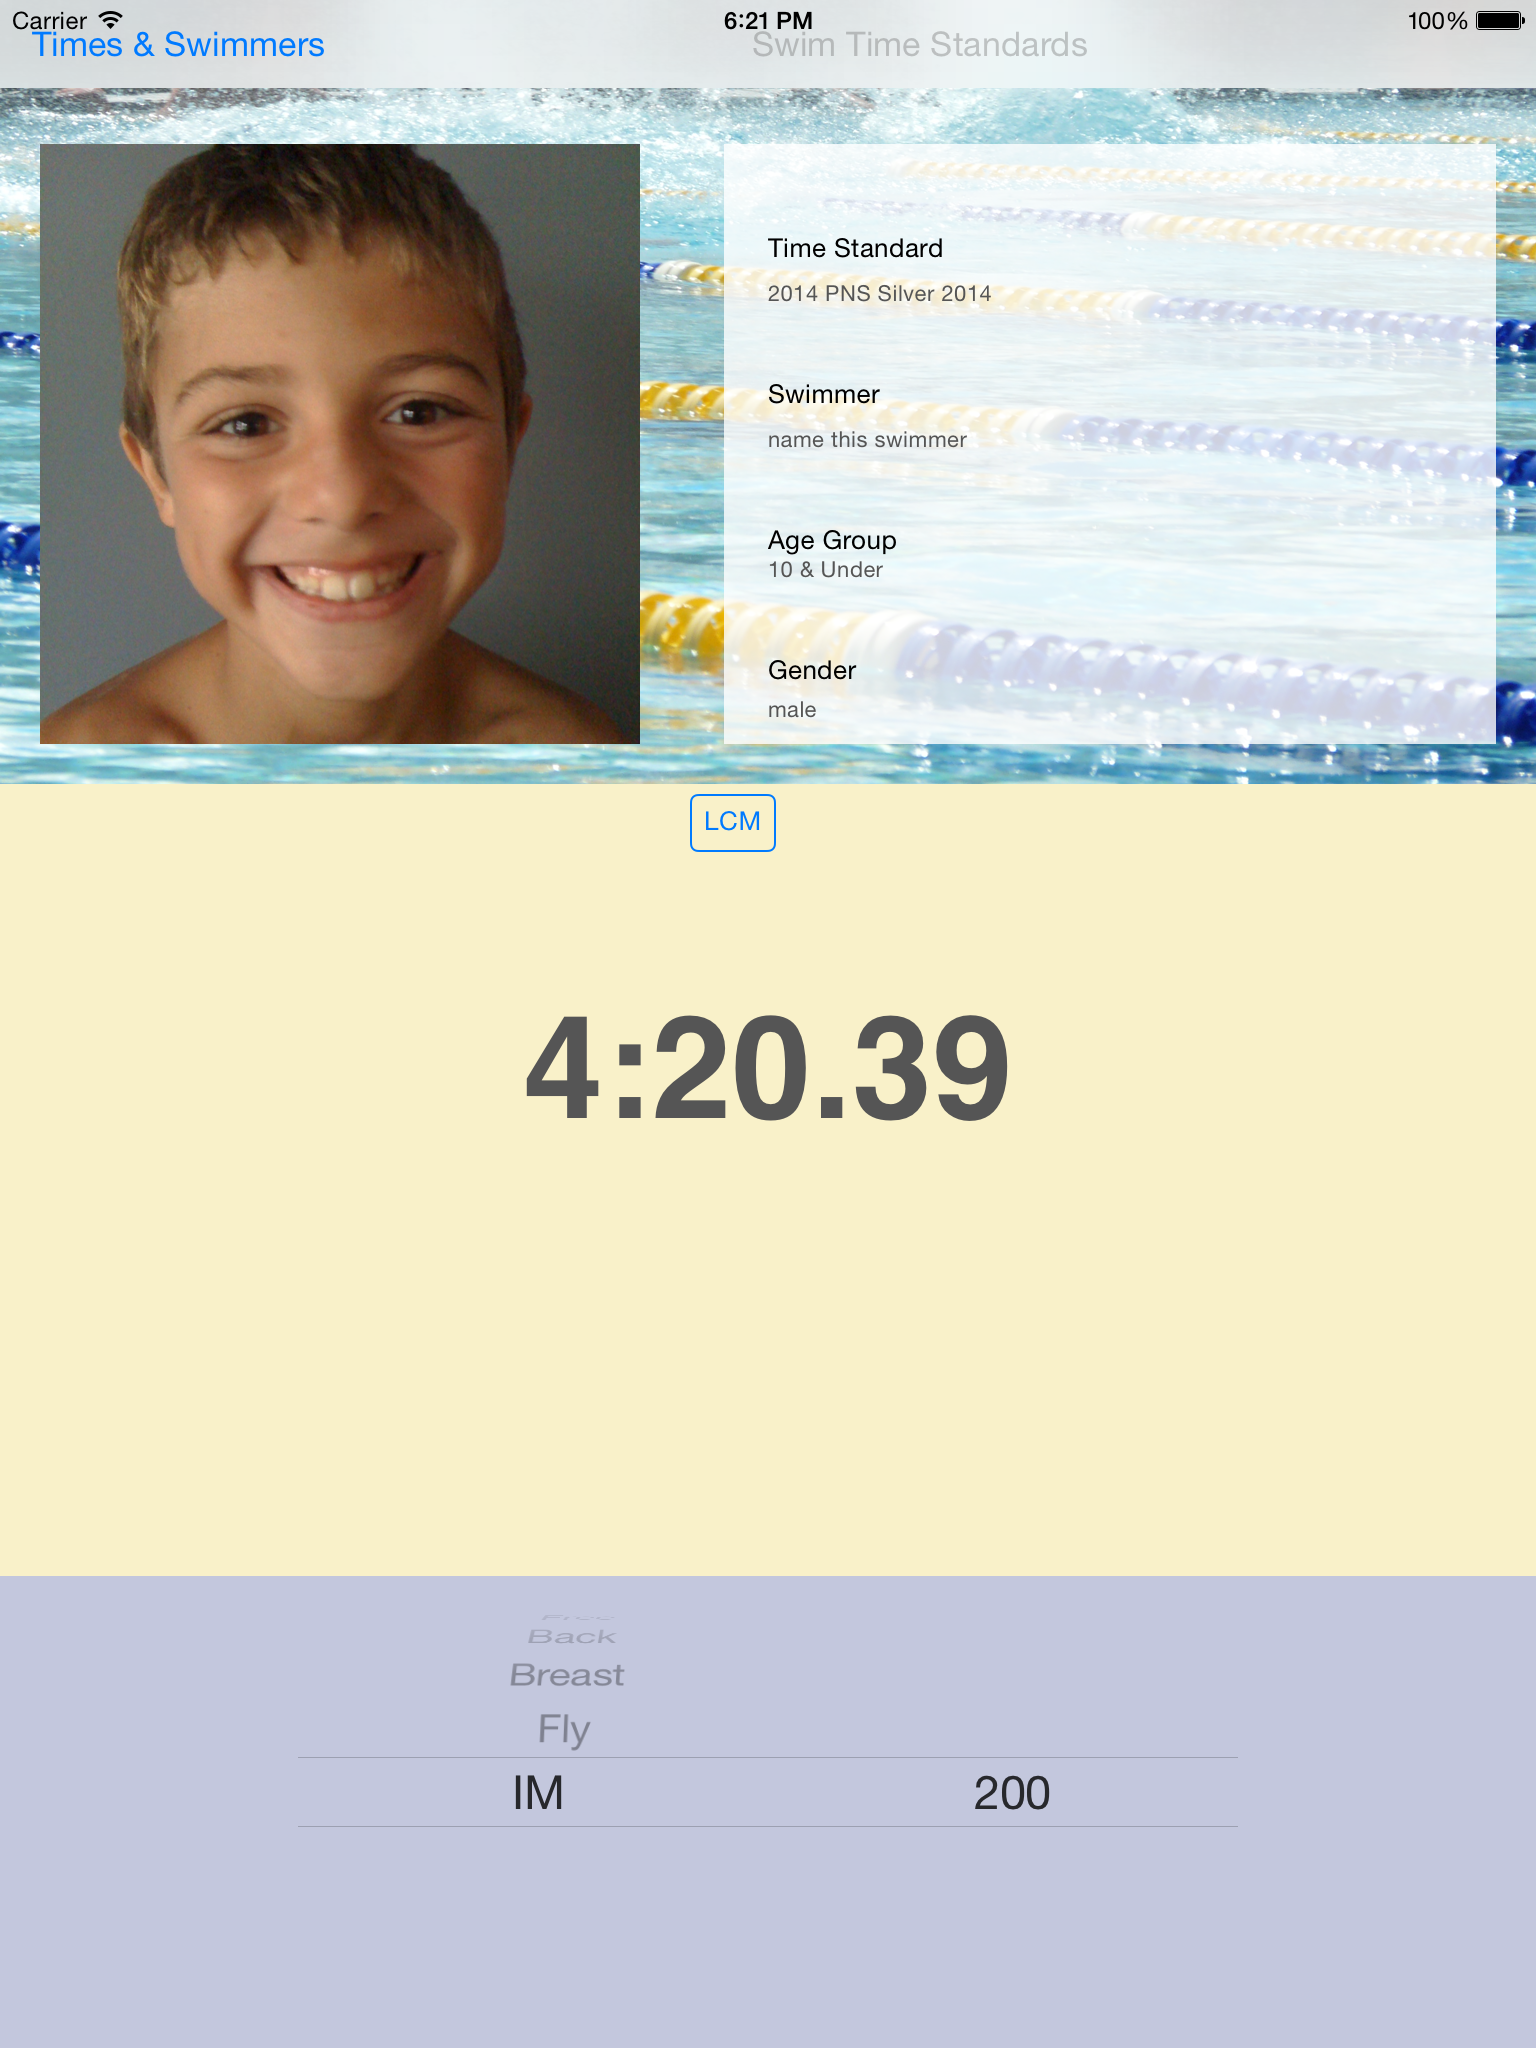 Carrier 6:21 PM 100%
Times & Swimmers Swim Time Standards
Time Standard
2014 PNS Silver 2014
Swimmer
name this swimmer
Age Group
10 & Under
Gender
male
LCM
4:20.39
Free
Back
Breast
Fly
IM 200